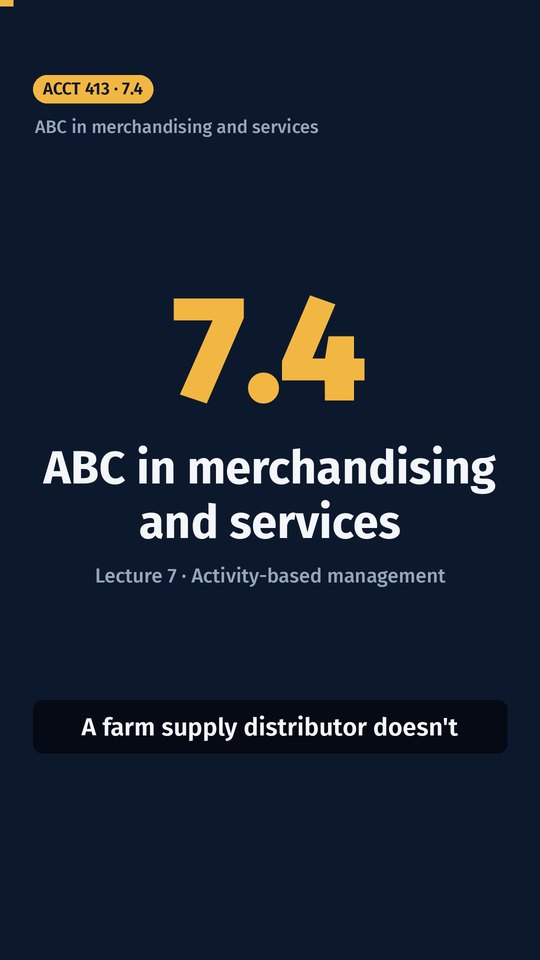 ACCT 413 · 7.4
ABC in merchandising and services
7.4
ABC in merchandising
and services
Lecture 7 · Activity-based management
A farm supply distributor doesn't